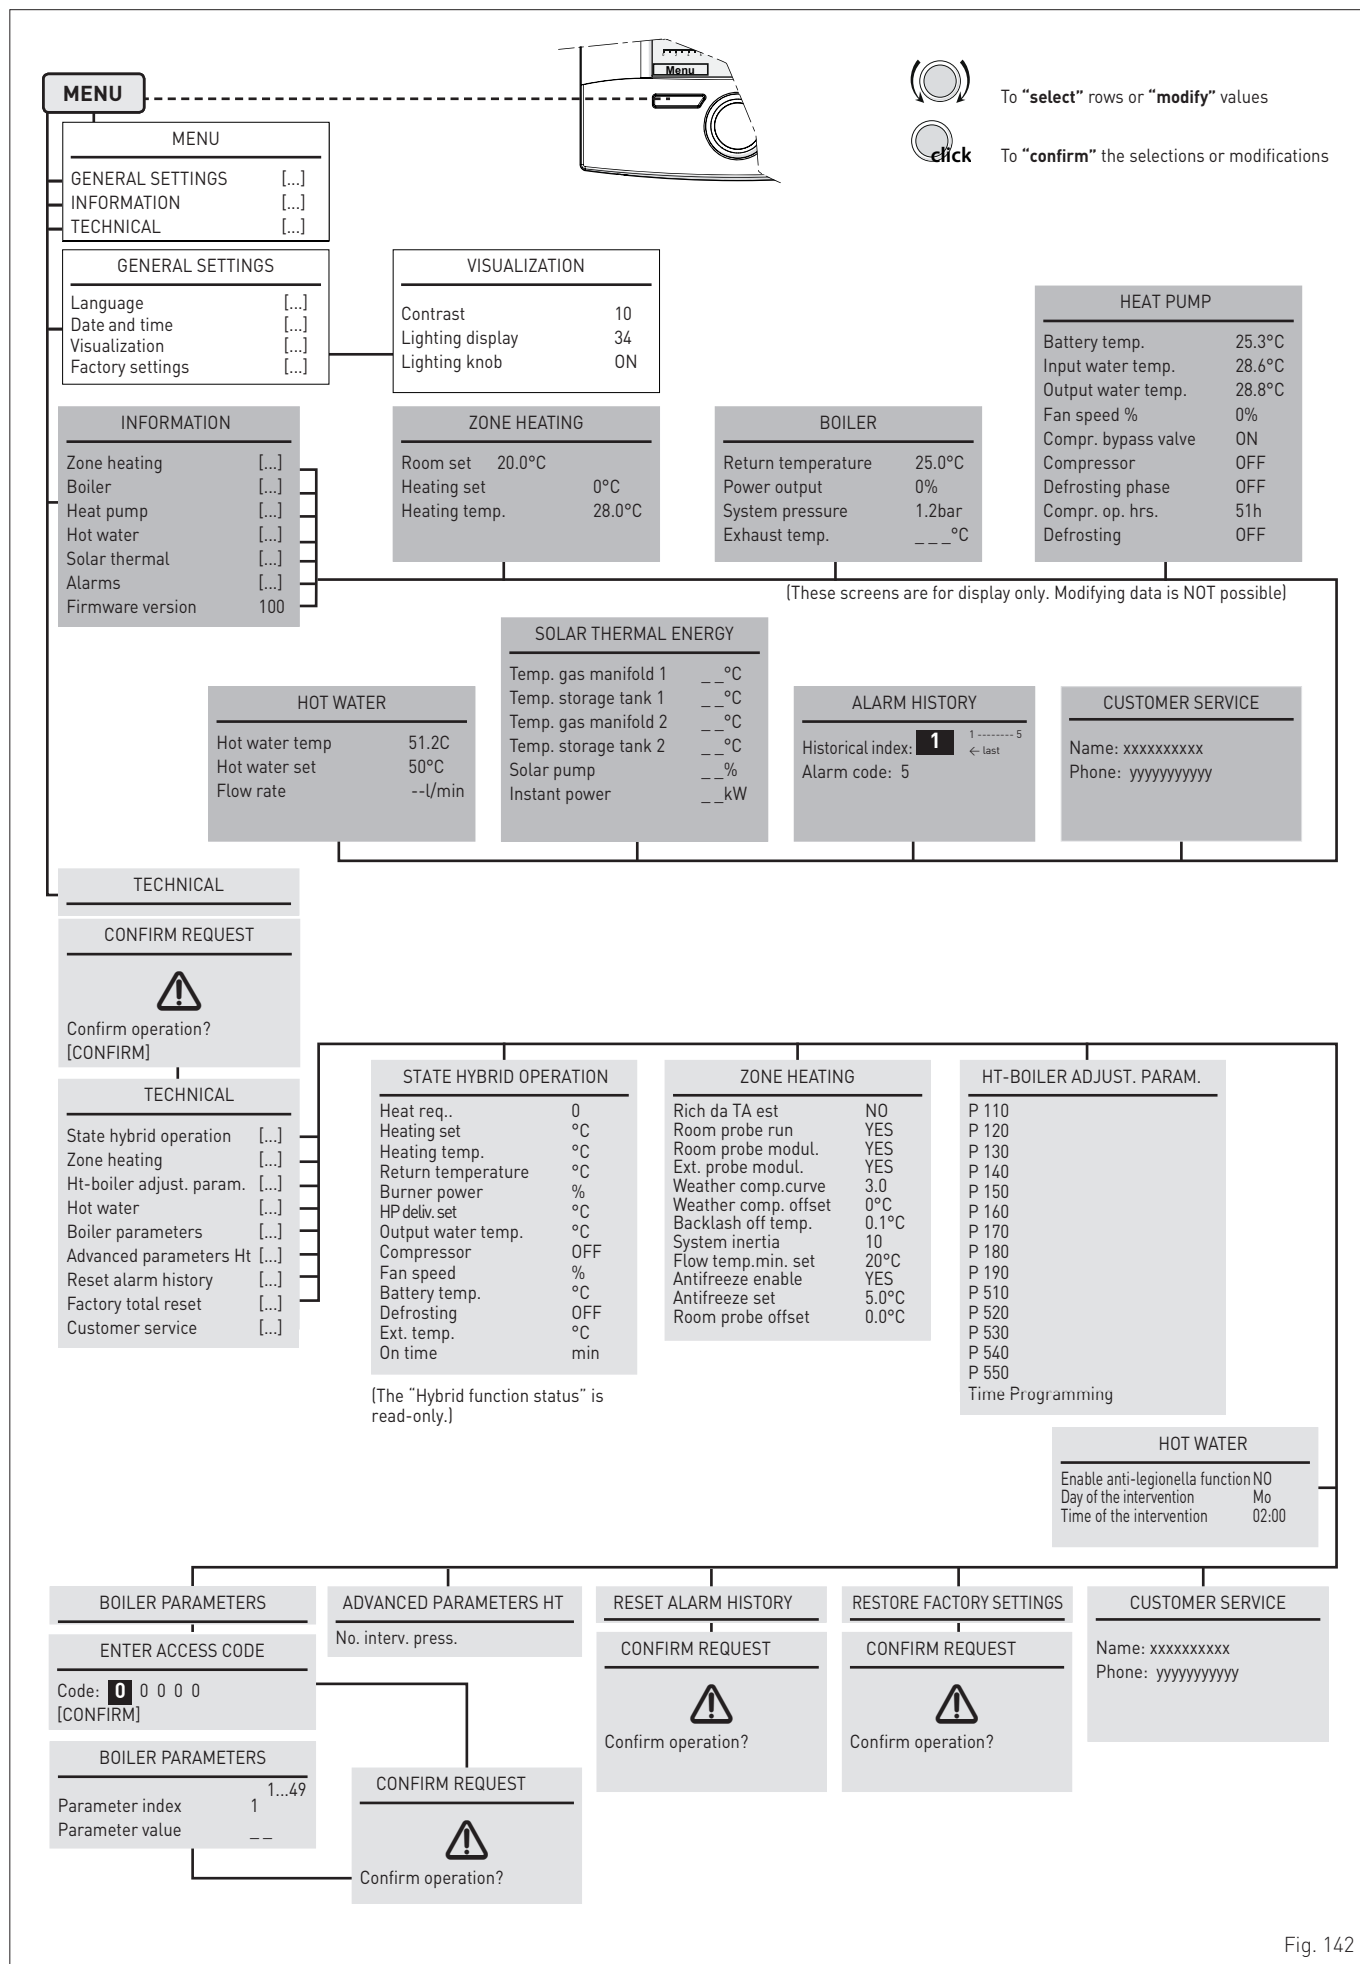 Menu
MENU
To “select” rows or “modify” values
click
To “confirm” the selections or modifications
MENU
GENERAL SETTINGS [...]
INFORMATION [...]
TECHNICAL [...]
GENERAL SETTINGS
Language [...]
Date and time [...]
Visualization [...]
Factory settings [...]
VISUALIZATION
Contrast 10
Lighting display 34
Lighting knob ON
HEAT PUMP
Battery temp. 25.3°C
Input water temp. 28.6°C
Output water temp. 28.8°C
Fan speed % 0%
Compr. bypass valve ON
Compressor OFF
Defrosting phase OFF
Compr. op. hrs. 51h
Defrosting OFF
INFORMATION
Zone heating [...]
Boiler [...]
Heat pump [...]
Hot water [...]
Solar thermal [...]
Alarms [...]
Firmware version 100
ZONE HEATING
Room set 20.0°C
Heating set 0°C
Heating temp. 28.0°C
BOILER
Return temperature 25.0°C
Power output 0%
System pressure 1.2bar
Exhaust temp. _ _ _°C
(These screens are for display only. Modifying data is NOT possible)
HOT WATER
Hot water temp 51.2C
Hot water set 50°C
Flow rate --l/min
SOLAR THERMAL ENERGY
Temp. gas manifold 1 _ _°C
Temp. storage tank 1 _ _°C
Temp. gas manifold 2 _ _°C
Temp. storage tank 2 _ _°C
Solar pump _ _%
Instant power _ _kW
ALARM HISTORY
Historical index: 1 1 -------- 5
← last
Alarm code: 5
CUSTOMER SERVICE
Name: xxxxxxxxxx
Phone: yyyyyyyyyyy
TECHNICAL
CONFIRM REQUEST
Confirm operation?
[CONFIRM]
TECHNICAL
State hybrid operation [...]
Zone heating [...]
Ht-boiler adjust. param. [...]
Hot water [...]
Boiler parameters [...]
Advanced parameters Ht [...]
Reset alarm history [...]
Factory total reset [...]
Customer service [...]
STATE HYBRID OPERATION
Heat req.. 0
Heating set °C
Heating temp. °C
Return temperature °C
Burner power %
HP deliv. set °C
Output water temp. °C
Compressor OFF
Fan speed %
Battery temp. °C
Defrosting OFF
Ext. temp. °C
On time min
(The “Hybrid function status” is
read-only.)
ZONE HEATING
Rich da TA est NO
Room probe run YES
Room probe modul. YES
Ext. probe modul. YES
Weather comp.curve 3.0
Weather comp. offset 0°C
Backlash off temp. 0.1°C
System inertia 10
Flow temp.min. set 20°C
Antifreeze enable YES
Antifreeze set 5.0°C
Room probe offset 0.0°C
HT-BOILER ADJUST. PARAM.
P 110
P 120
P 130
P 140
P 150
P 160
P 170
P 180
P 190
P 510
P 520
P 530
P 540
P 550
Time Programming
HOT WATER
Enable anti-legionella function NO
Day of the intervention Mo
Time of the intervention 02:00
BOILER PARAMETERS
ENTER ACCESS CODE
Code: 0 0 0 0 0
[CONFIRM]
BOILER PARAMETERS
1...49
Parameter index 1
Parameter value _ _
ADVANCED PARAMETERS HT
No. interv. press.
CONFIRM REQUEST
Confirm operation?
RESET ALARM HISTORY
CONFIRM REQUEST
Confirm operation?
RESTORE FACTORY SETTINGS
CONFIRM REQUEST
Confirm operation?
CUSTOMER SERVICE
Name: xxxxxxxxxx
Phone: yyyyyyyyyyy
Fig. 142